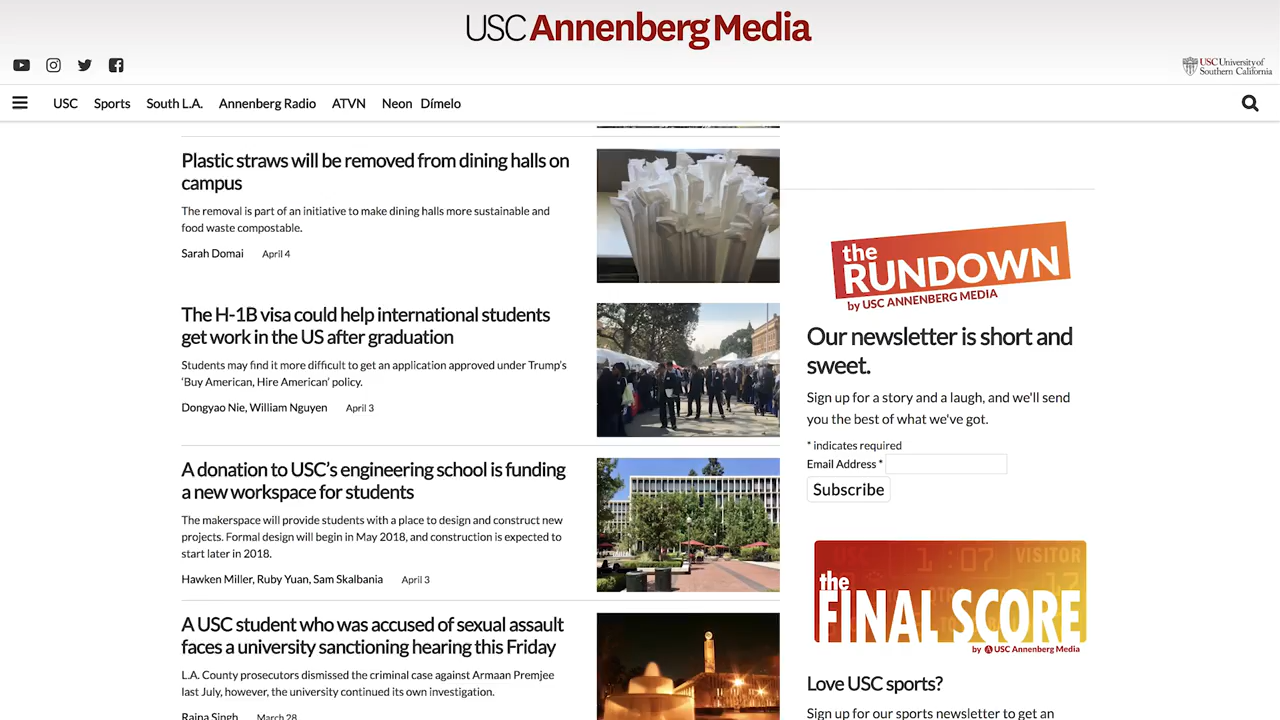 USC Annenberg Media
USC University of
Southern California
USC Sports South L.A. Annenberg Radio ATVN Neon Dímelo
Plastic straws will be removed from dining halls on
campus
The removal is part of an initiative to make dining halls more sustainable and
food waste compostable.
Sarah Domai April 4
The H-1B visa could help international students
get work in the US after graduation
Students may find it more difficult to get an application approved under Trump's
'Buy American, Hire American' policy.
Dongyao Nie, William Nguyen April 3
A donation to USC's engineering school is funding
a new workspace for students
The makerspace will provide students with a place to design and construct new
projects. Formal design will begin in May 2018, and construction is expected to
start later in 2018.
Hawken Miller, Ruby Yuan, Sam Skalbania April 3
A USC student who was accused of sexual assault
faces a university sanctioning hearing this Friday
L.A. County prosecutors dismissed the criminal case against Armaan Premjee
last July, however, the university continued its own investigation.
Raina Singh March 28
the
RUNDOWN
by USC ANNENBERG MEDIA
Our newsletter is short and
sweet.
Sign up for a story and a laugh, and we'll send
you the best of what we've got.
* indicates required
Email Address *
Subscribe
1:07 VISITOR
17
the
FINAL SCORE
by USC Annenberg Media
Love USC sports?
Sign up for our sports newsletter to get an